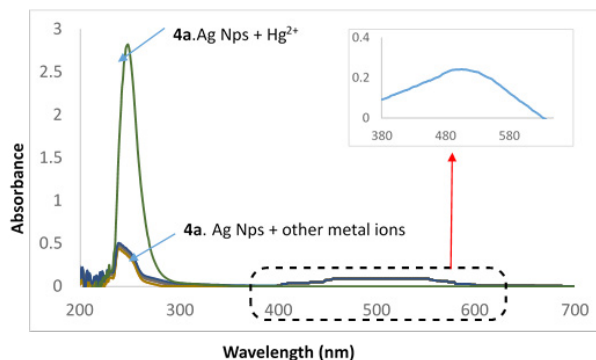 4a.Ag Nps + Hg²⁺
3
2.5
2
1.5
1
0.5
0
Absorbance
4a. Ag Nps + other metal ions
200 300 400 500 600 700
Wavelength (nm)
0.4
0.2
0
380 480 580